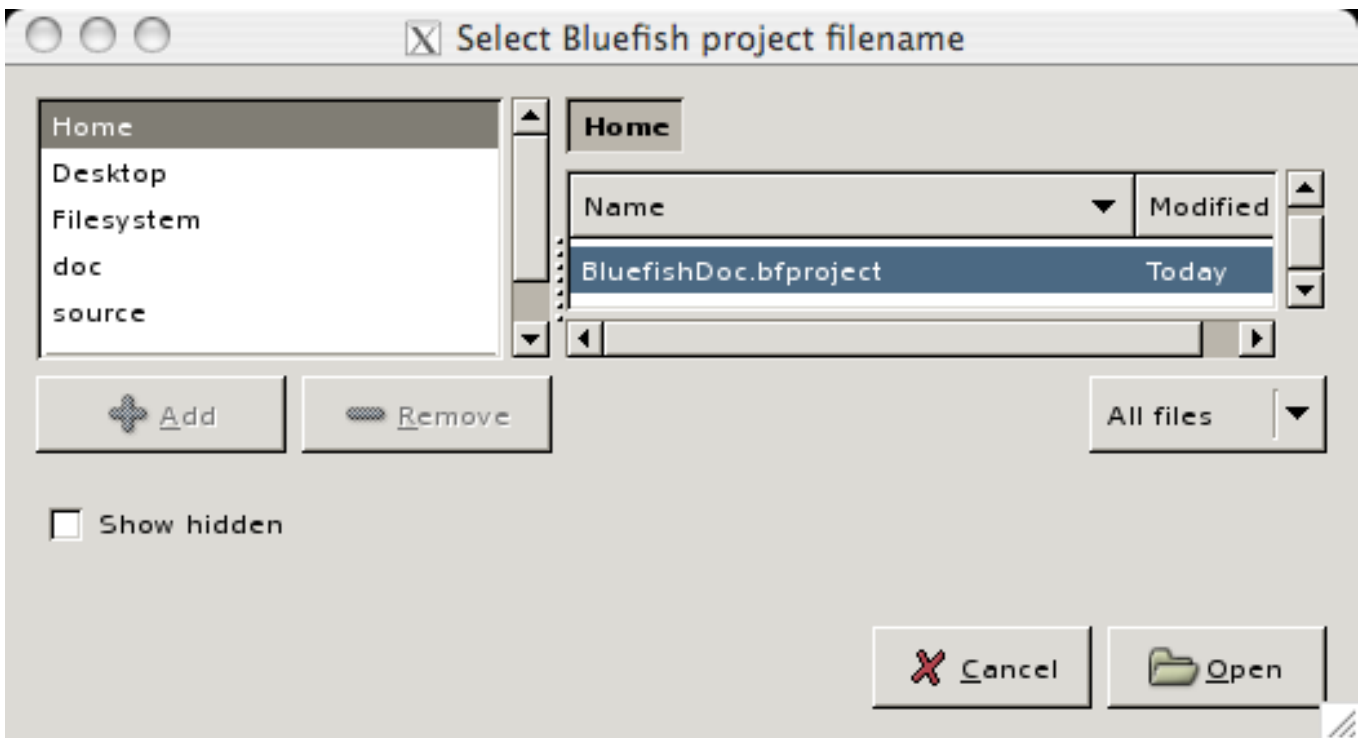 Select Bluefish project filename
Home
Desktop
Filesystem
doc
source
Home
Name Modified
BluefishDoc.bfproject Today
Add Remove All files
Show hidden
Cancel Open